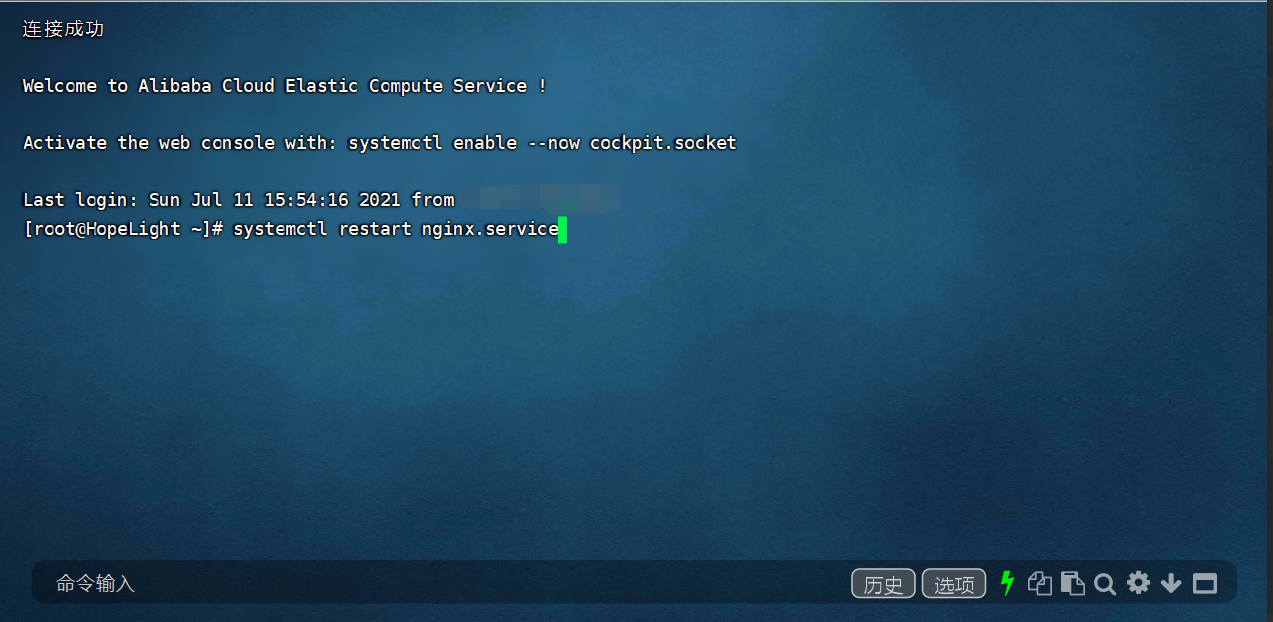 连接成功
Welcome to Alibaba Cloud Elastic Compute Service !
Activate the web console with: systemctl enable --now cockpit.socket
Last login: Sun Jul 11 15:54:16 2021 from
[root@HopeLight ~]# systemctl restart nginx.service
命令输入 历史 选项